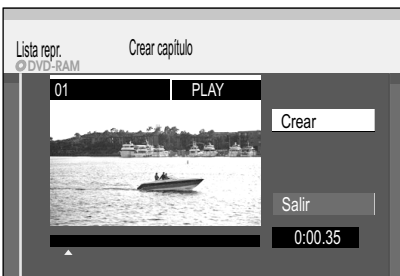 Lista repr. Crear capítulo
DVD-RAM
01 PLAY
Crear
Salir
0:00.35